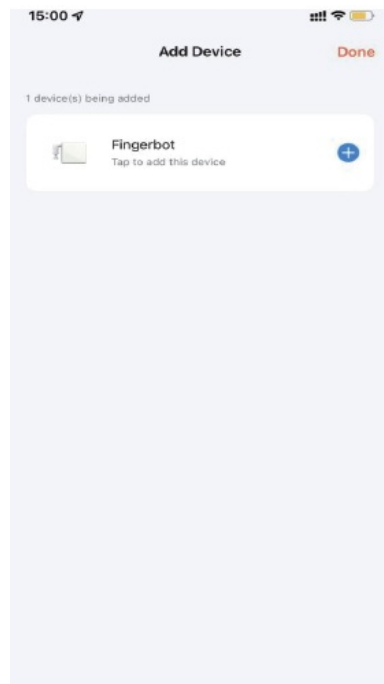 15:00
Add Device
Done
1 device(s) being added
Fingerbot
Tap to add this device